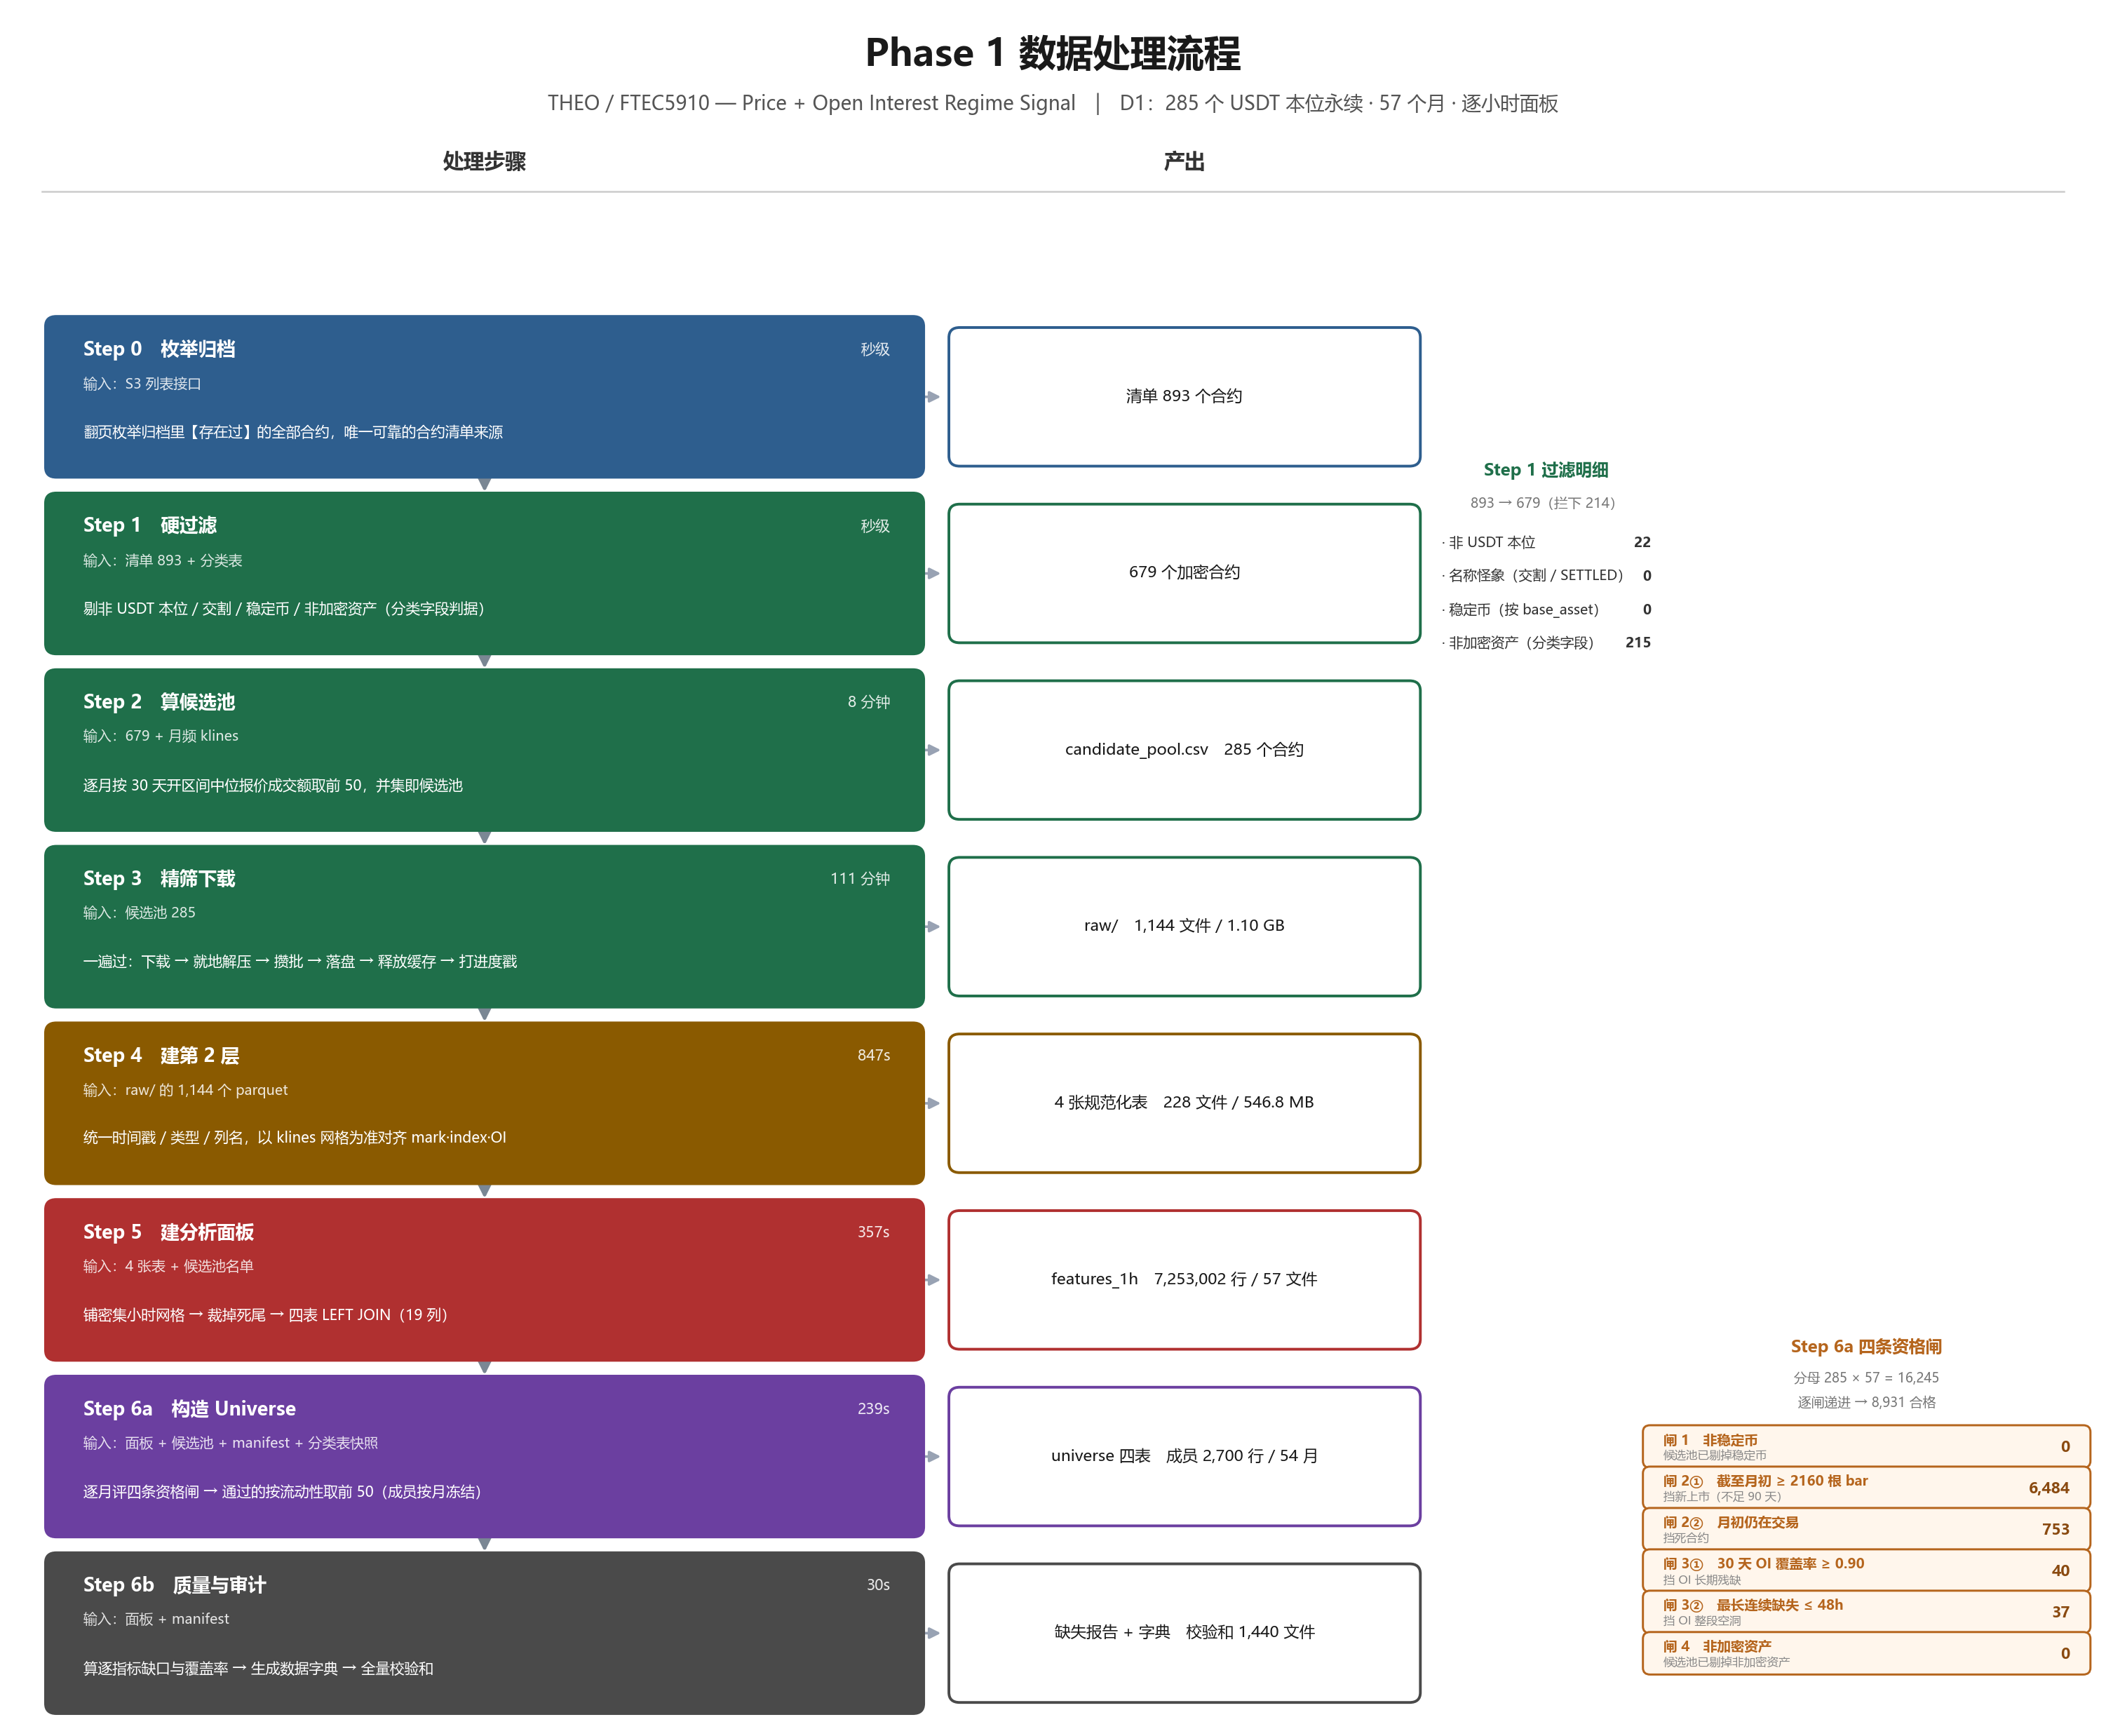 Phase 1 数据处理流程
THEO / FTEC5910 — Price + Open Interest Regime Signal | D1：285 个 USDT 本位永续 · 57 个月 · 逐小时面板
处理步骤
产出
Step 0 枚举归档
秒级
输入：S3 列表接口
翻页枚举归档里【存在过】的全部合约，唯一可靠的合约清单来源
清单 893 个合约
Step 1 硬过滤
秒级
输入：清单 893 + 分类表
剔非 USDT 本位 / 交割 / 稳定币 / 非加密资产（分类字段判据）
679 个加密合约
Step 1 过滤明细
893 → 679（拦下 214）
· 非 USDT 本位 22
· 名称怪象（交割 / SETTLED） 0
· 稳定币（按 base_asset） 0
· 非加密资产（分类字段） 215
Step 2 算候选池
8 分钟
输入：679 + 月频 klines
逐月按 30 天开区间中位报价成交额取前 50，并集即候选池
candidate_pool.csv 285 个合约
Step 3 精筛下载
111 分钟
输入：候选池 285
一遍过：下载 → 就地解压 → 攒批 → 落盘 → 释放缓存 → 打进度戳
raw/ 1,144 文件 / 1.10 GB
Step 4 建第 2 层
847s
输入：raw/ 的 1,144 个 parquet
统一时间戳 / 类型 / 列名，以 klines 网格为准对齐 mark·index·OI
4 张规范化表 228 文件 / 546.8 MB
Step 5 建分析面板
357s
输入：4 张表 + 候选池名单
铺密集小时网格 → 裁掉死尾 → 四表 LEFT JOIN（19 列）
features_1h 7,253,002 行 / 57 文件
Step 6a 构造 Universe
239s
输入：面板 + 候选池 + manifest + 分类表快照
逐月评四条资格闸 → 通过的按流动性取前 50（成员按月冻结）
universe 四表 成员 2,700 行 / 54 月
Step 6b 质量与审计
30s
输入：面板 + manifest
算逐指标缺口与覆盖率 → 生成数据字典 → 全量校验和
缺失报告 + 字典 校验和 1,440 文件
Step 6a 四条资格闸
分母 285 × 57 = 16,245
逐闸递进 → 8,931 合格
闸 1 非稳定币
候选池已剔掉稳定币
0
闸 2① 截至月初 ≥ 2160 根 bar
挡新上市（不足 90 天）
6,484
闸 2② 月初仍在交易
挡死合约
753
闸 3① 30 天 OI 覆盖率 ≥ 0.90
挡 OI 长期残缺
40
闸 3② 最长连续缺失 ≤ 48h
挡 OI 整段空洞
37
闸 4 非加密资产
候选池已剔掉非加密资产
0